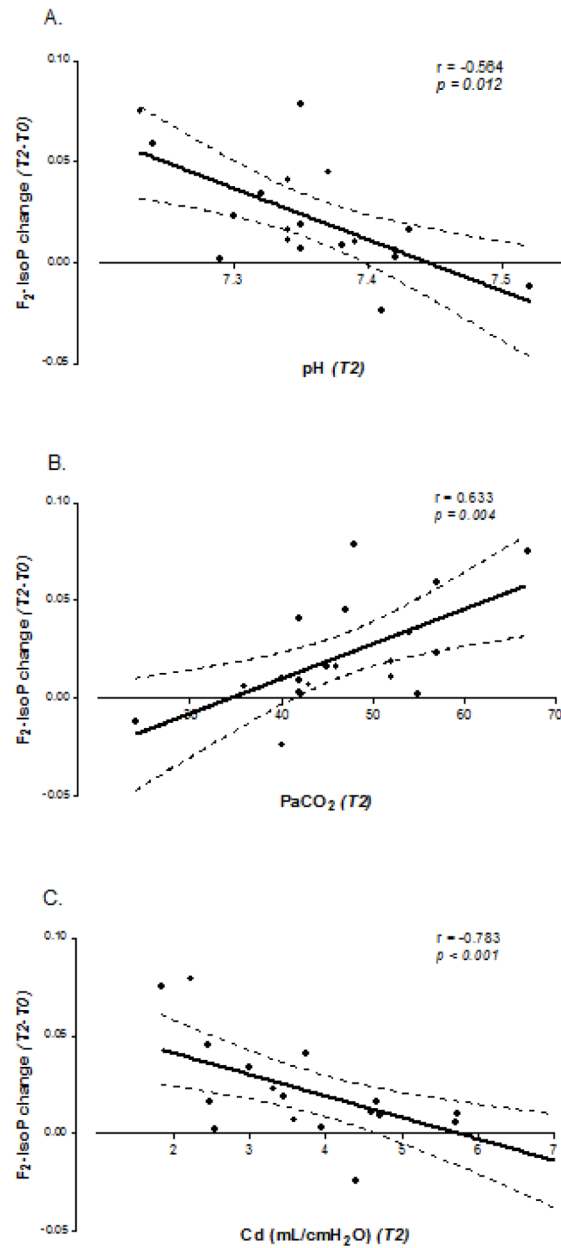 A.
r = -0.564
p = 0.012
0.10
0.05
0.00
-0.05
F₂-IsoP change (T2-T0)
7.3 7.4 7.5
pH (T2)
B.
r = 0.633
p = 0.004
0.10
0.05
0.00
-0.05
F₂-IsoP change (T2-T0)
30 40 50 60 70
PaCO₂ (T2)
C.
r = -0.783
p < 0.001
0.10
0.05
0.00
-0.05
F₂-IsoP change (T2-T0)
2 3 4 5 6 7
Cd (mL/cmH₂O) (T2)